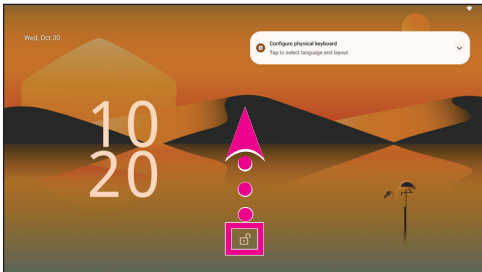 Wed, Oct 30
Configure physical keyboard
Tap to select language and layout
10
20